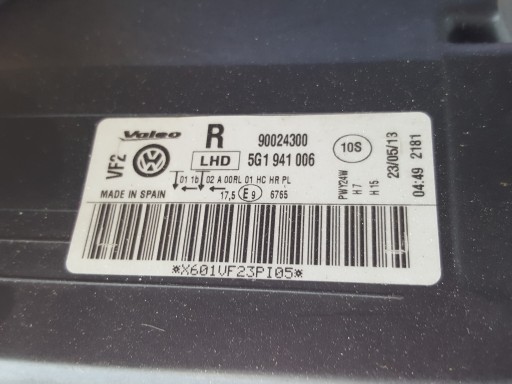 Valeo R 90024300 10S
VF2 LHD 5G1 941 006
01 1b 02 A 00RL 01 HC HR PL
MADE IN SPAIN 17,5 E9 6765
PWY24W
H7
H15
23/05/13
04:49 2181
*X601VF23PI05*